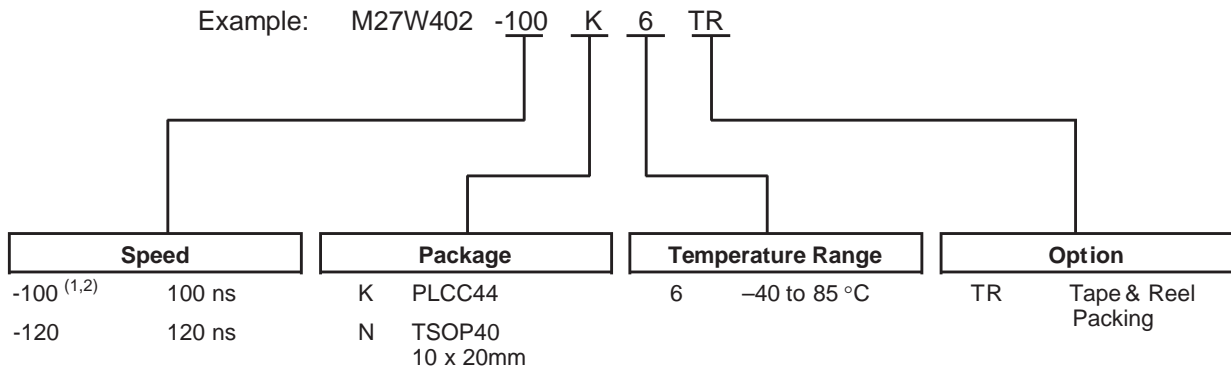 Example: M27W402 -100 K 6 TR
Speed
-100 (1,2) 100 ns
-120 120 ns
Package
K PLCC44
N TSOP40
10 x 20mm
Temperature Range
6 –40 to 85 °C
Option
TR Tape & Reel
Packing